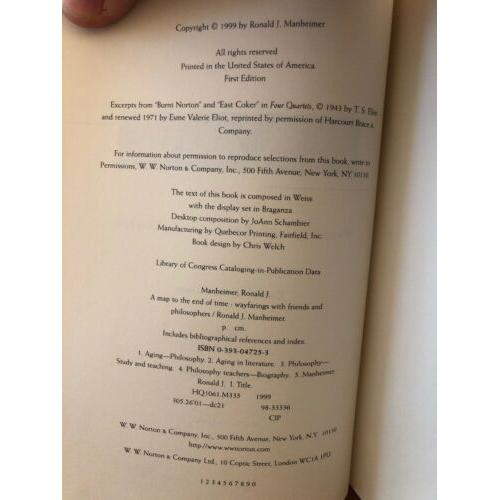 Copyright © 1999 by Ronald J. Manheimer
All rights reserved
Printed in the United States of America
First Edition
Excerpts from "Burnt Norton" and "East Coker" in Four Quartets, © 1943 by T. S. Eliot
and renewed 1971 by Esme Valerie Eliot, reprinted by permission of Harcourt Brace &
Company.
For information about permission to reproduce selections from this book, write to
Permissions, W. W. Norton & Company, Inc., 500 Fifth Avenue, New York, NY 10110
The text of this book is composed in Weiss
with the display set in Braganza
Desktop composition by JoAnn Schambier
Manufacturing by Quebecor Printing, Fairfield, Inc.
Book design by Chris Welch
Library of Congress Cataloging-in-Publication Data
Manheimer, Ronald J.
A map to the end of time : wayfarings with friends and
philosophers / Ronald J. Manheimer.
p. cm.
Includes bibliographical references and index.
ISBN 0-393-04725-3
1. Aging—Philosophy. 2. Aging in literature. 3. Philosophy—
Study and teaching. 4. Philosophy teachers—Biography. 5. Manheimer
Ronald J. I. Title.
HQ1061.M335 1999
305.26'01—dc21 98-33336
CIP
W. W. Norton & Company, Inc., 500 Fifth Avenue, New York, N.Y. 10110
http://www.wwnorton.com
W. W. Norton & Company Ltd., 10 Coptic Street, London WC1A 1PU
1 2 3 4 5 6 7 8 9 0